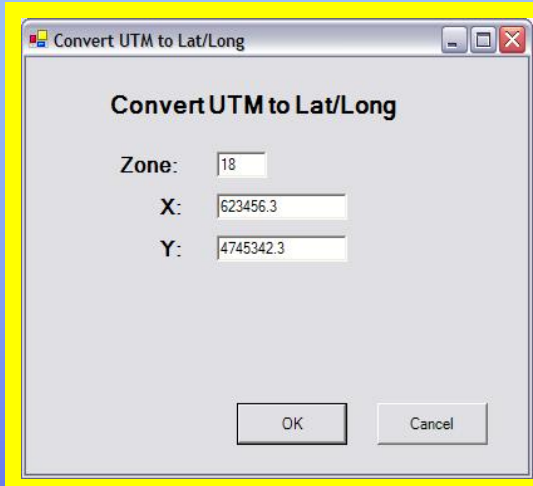 Convert UTM to Lat/Long
Convert UTM to Lat/Long
Zone: 18
X: 623456.3
Y: 4745342.3
OK Cancel